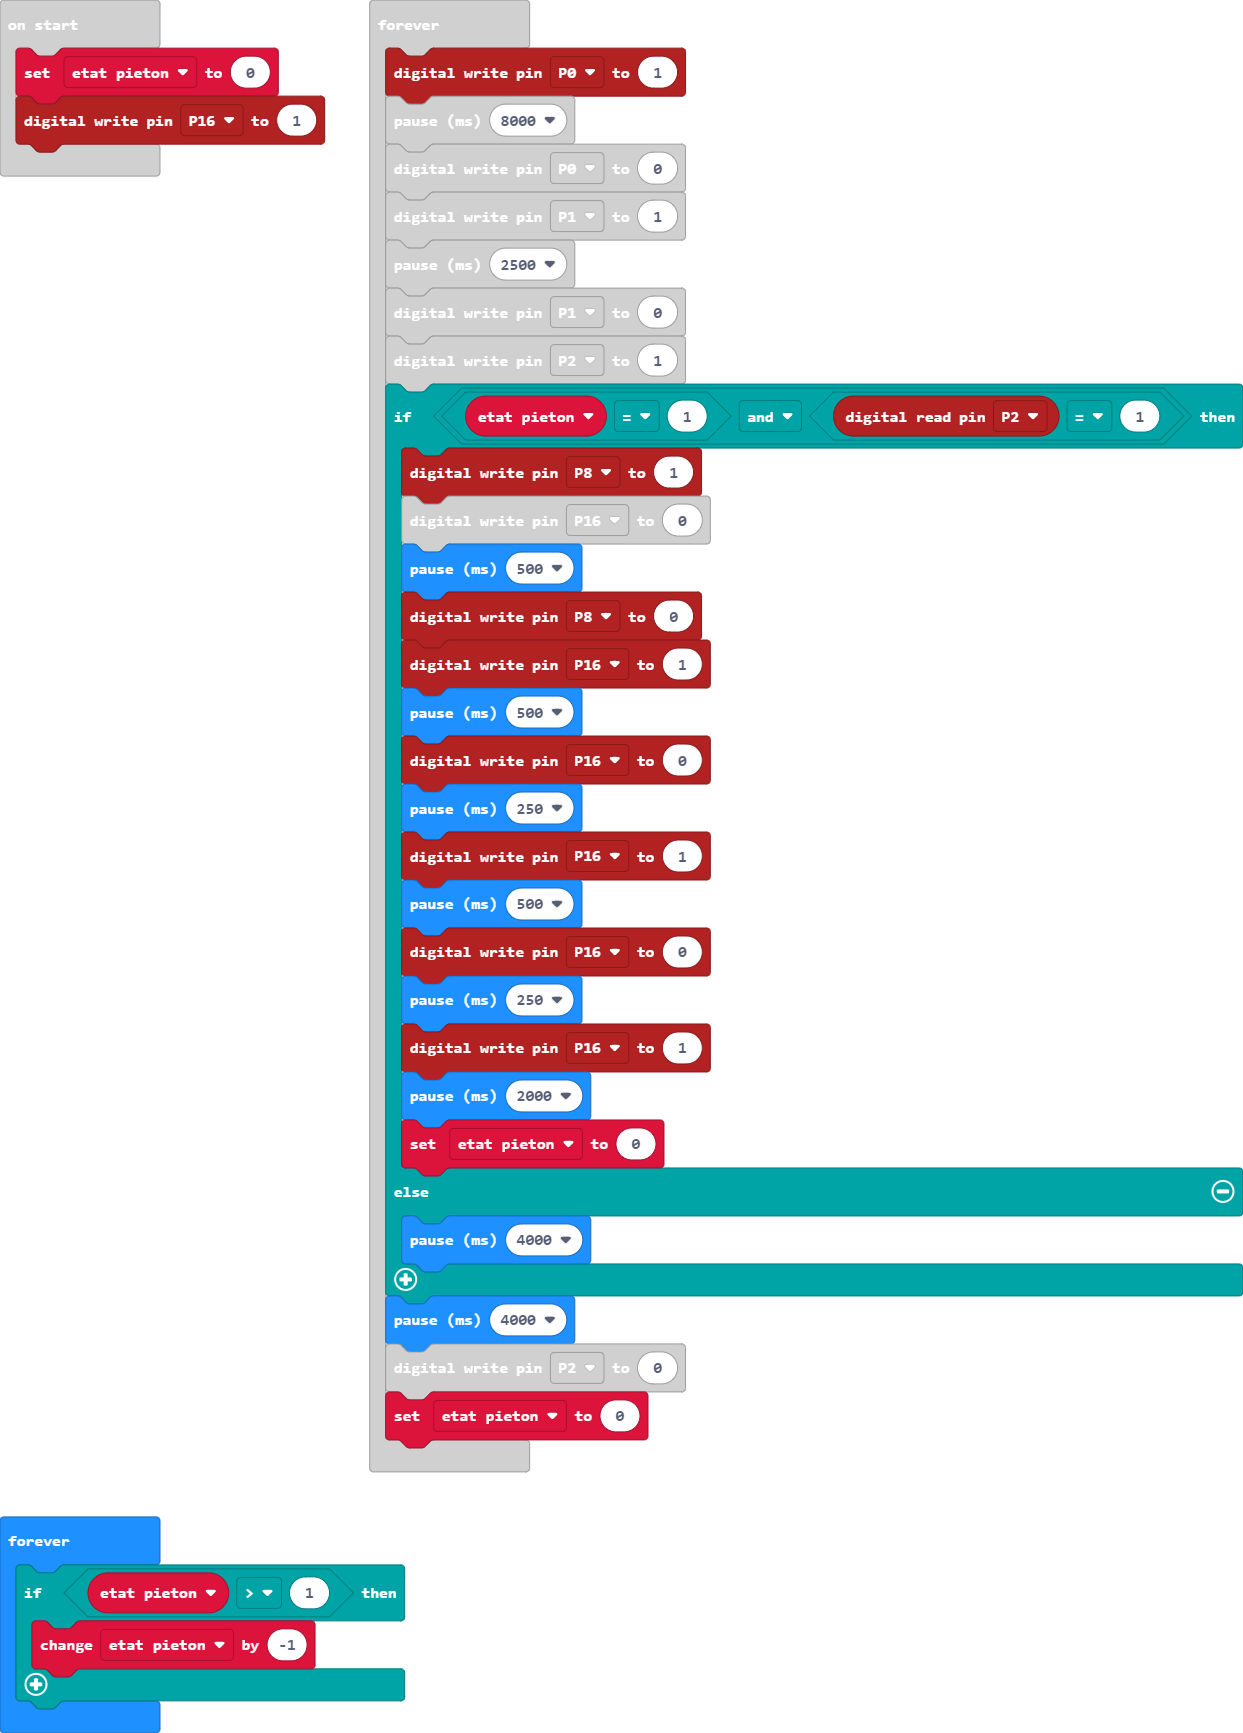 on start
set etat pieton to 0
digital write pin P16 to 1
forever
digital write pin P0 to 1
pause (ms) 8000
digital write pin P0 to 0
digital write pin P1 to 1
pause (ms) 2500
digital write pin P1 to 0
digital write pin P2 to 1
if etat pieton = 1 and digital read pin P2 = 1 then
digital write pin P8 to 1
digital write pin P16 to 0
pause (ms) 500
digital write pin P8 to 0
digital write pin P16 to 1
pause (ms) 500
digital write pin P16 to 0
pause (ms) 250
digital write pin P16 to 1
pause (ms) 500
digital write pin P16 to 0
pause (ms) 250
digital write pin P16 to 1
pause (ms) 2000
set etat pieton to 0
else
pause (ms) 4000
pause (ms) 4000
digital write pin P2 to 0
set etat pieton to 0
forever
if etat pieton > 1 then
change etat pieton by -1